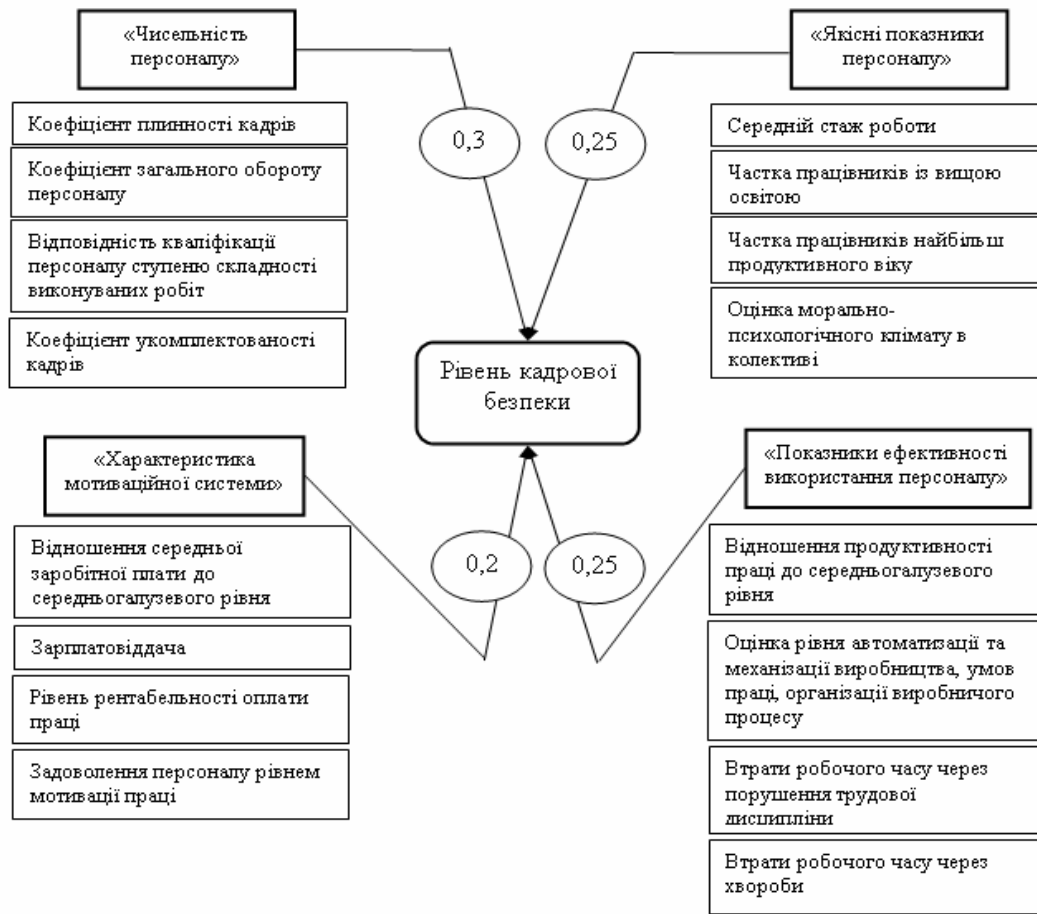 «Чисельність
персоналу»
Коефіцієнт плинності кадрів
Коефіцієнт загального обороту
персоналу
Відповідність кваліфікації
персоналу ступеню складності
виконуваних робіт
Коефіцієнт укомплектованості
кадрів
0,3
0,25
«Якісні показники
персоналу»
Середній стаж роботи
Частка працівників із вищою
освітою
Частка працівників найбільш
продуктивного віку
Оцінка морально-
психологічного клімату в
колективі
Рівень кадрової
безпеки
«Характеристика
мотиваційної системи»
Відношення середньої
заробітної плати до
середньогалузевого рівня
Зарплатовіддача
Рівень рентабельності оплати
праці
Задоволення персоналу рівнем
мотивації праці
0,2
0,25
«Показники ефективності
використання персоналу»
Відношення продуктивності
праці до середньогалузевого
рівня
Оцінка рівня автоматизації та
механізації виробництва, умов
праці, організації виробничого
процесу
Втрати робочого часу через
порушення трудової
дисципліни
Втрати робочого часу через
хвороби